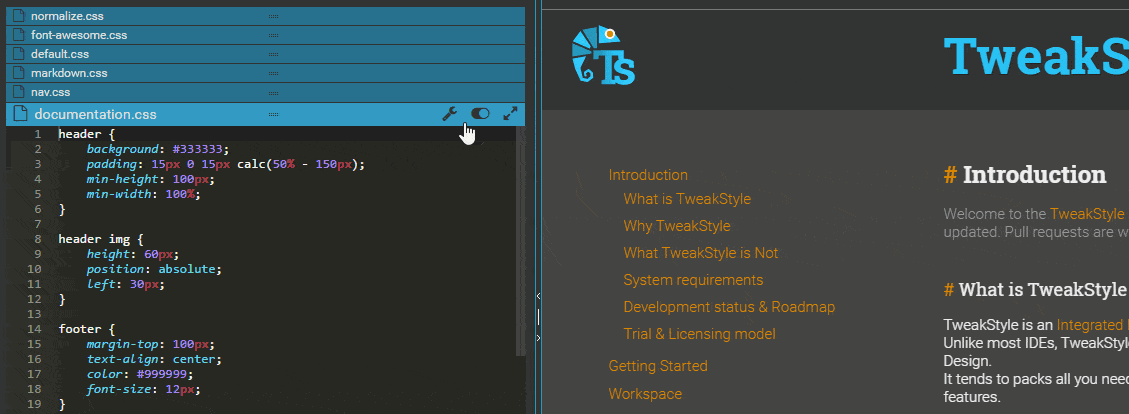 normalize.css
font-awesome.css
default.css
markdown.css
nav.css
documentation.css
1 header {
2 background: #333333;
3 padding: 15px 0 15px calc(50% - 150px);
4 min-height: 100px;
5 min-width: 100%;
6 }
7
8 header img {
9 height: 60px;
10 position: absolute;
11 left: 30px;
12 }
13
14 footer {
15 margin-top: 100px;
16 text-align: center;
17 color: #999999;
18 font-size: 12px;
19 }
TS
TweakS
Introduction
What is TweakStyle
Why TweakStyle
What TweakStyle is Not
System requirements
Development status & Roadmap
Trial & Licensing model
Getting Started
Workspace
# Introduction
Welcome to the TweakStyle
updated. Pull requests are w
# What is TweakStyle
TweakStyle is an Integrated
Unlike most IDEs, TweakStyle
Design.
It tends to packs all you need
features.